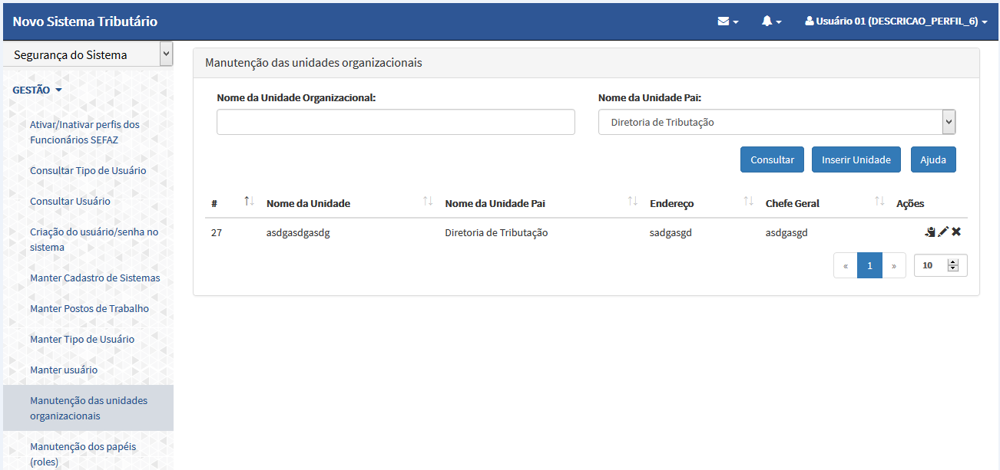 Novo Sistema Tributário
Usuário 01 (DESCRICAO_PERFIL_6)
Segurança do Sistema
GESTÃO
Ativar/Inativar perfis dos
Funcionários SEFAZ
Consultar Tipo de Usuário
Consultar Usuário
Criação do usuário/senha no
sistema
Manter Cadastro de Sistemas
Manter Postos de Trabalho
Manter Tipo de Usuário
Manter usuário
Manutenção das unidades
organizacionais
Manutenção dos papéis
(roles)
Manutenção das unidades organizacionais
Nome da Unidade Organizacional:
Nome da Unidade Pai:
Diretoria de Tributação
Consultar Inserir Unidade Ajuda
# Nome da Unidade Nome da Unidade Pai Endereço Chefe Geral Ações
27 asdgasdgasdg Diretoria de Tributação sadgasgd asdgasgd
« 1 » 10